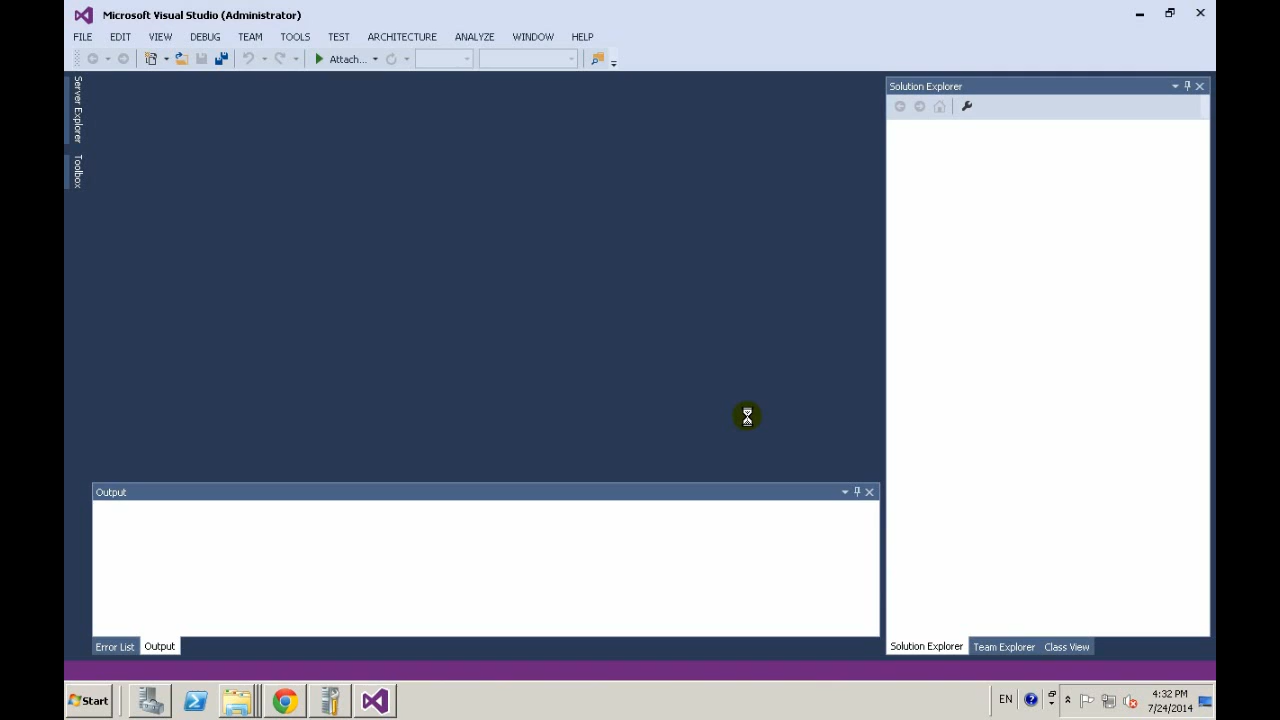 Microsoft Visual Studio (Administrator)
FILE EDIT VIEW DEBUG TEAM TOOLS TEST ARCHITECTURE ANALYZE WINDOW HELP
Attach...
Server Explorer
Toolbox
Solution Explorer
Output
Error List Output
Solution Explorer Team Explorer Class View
Start
EN
4:32 PM
7/24/2014